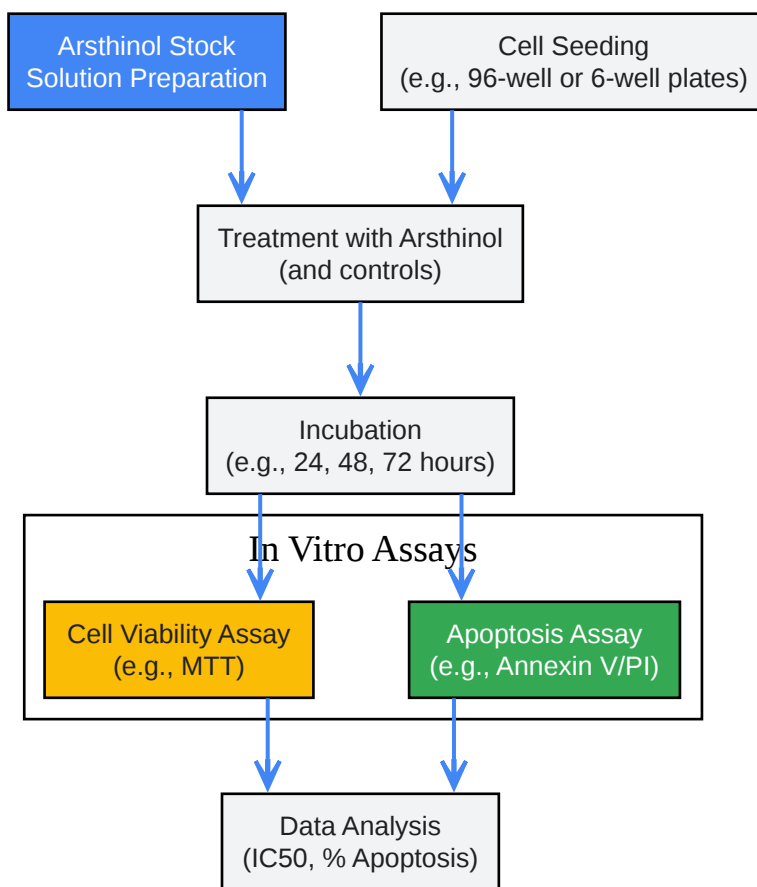 Arsthinol Stock
Solution Preparation
Cell Seeding
(e.g., 96-well or 6-well plates)
Treatment with Arsthinol
(and controls)
Incubation
(e.g., 24, 48, 72 hours)
In Vitro Assays
Cell Viability Assay
(e.g., MTT)
Apoptosis Assay
(e.g., Annexin V/PI)
Data Analysis
(IC50, % Apoptosis)